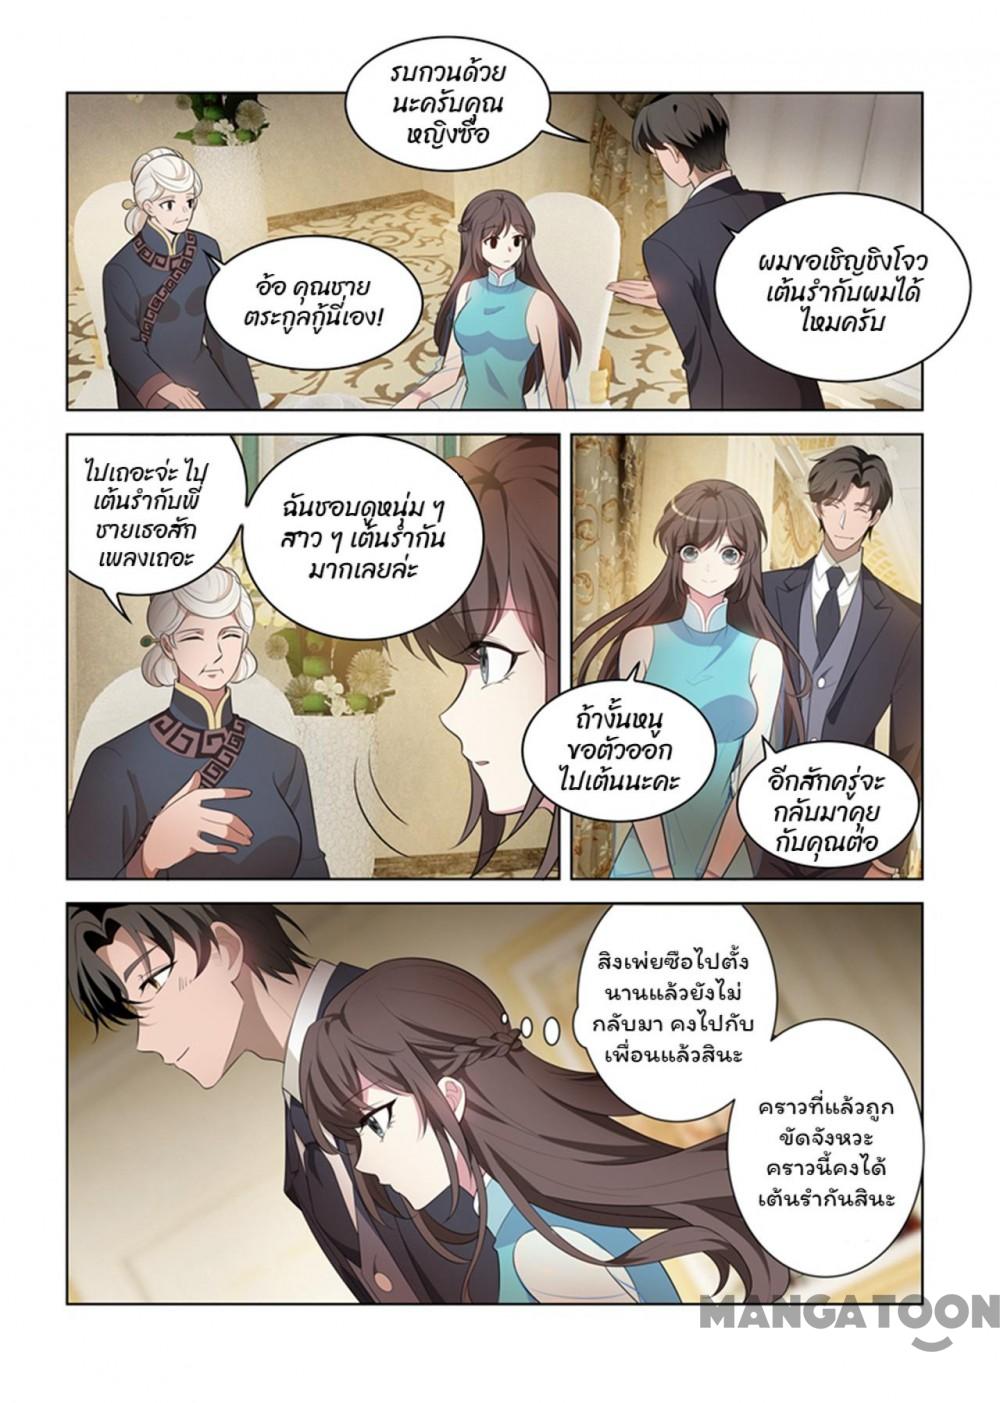 รบกวนด้วย
นะครับคุณ
หญิงซือ
อ้อ คุณชาย
ตระกูลกู้นี่เอง!
ผมขอเชิญชิงโจว
เต้นรำกับผมได้
ไหมครับ
ไปเถอะจ่ะ ไป
เต้นรำกับพี่
ชายเธอสัก
เพลงเถอะ
ฉันชอบดูหนุ่ม ๆ
สาว ๆ เต้นรำกัน
มากเลยล่ะ
ถ้างั้นหนู
ขอตัวออก
ไปเต้นนะคะ
อีกสักครู่จะ
กลับมาคุย
กับคุณต่อ
สิงเพ่ยซือไปตั้ง
นานแล้วยังไม่
กลับมา คงไปกับ
เพื่อนแล้วสินะ
คราวที่แล้วถูก
ขัดจังหวะ
คราวนี้คงได้
เต้นรำกันสินะ
MANGATOON